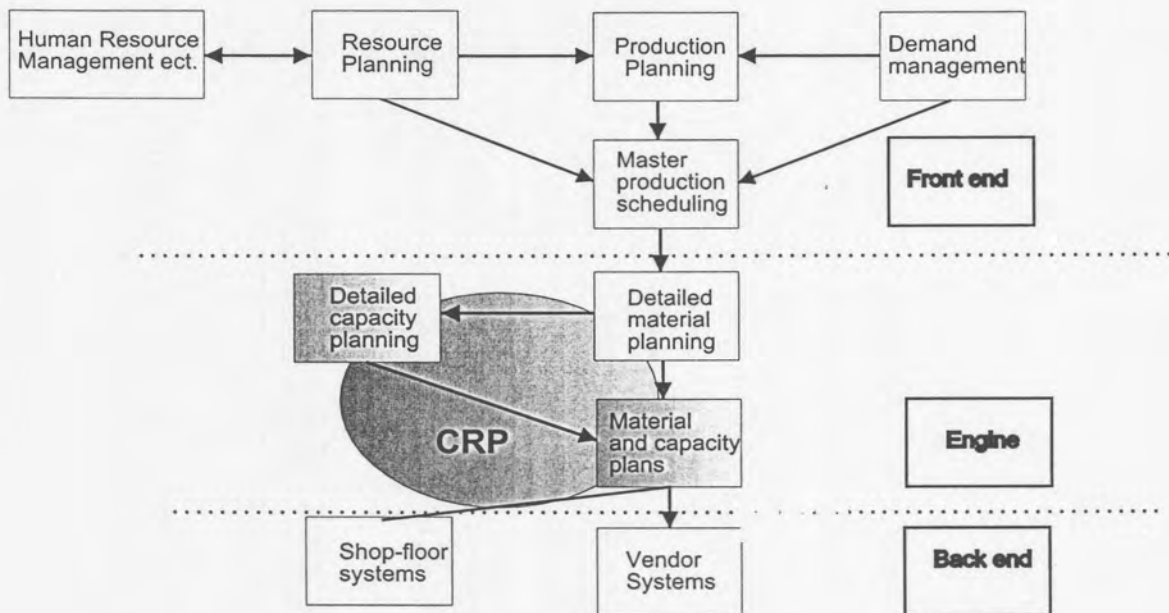 Human Resource
Management ect.
Resource
Planning
Production
Planning
Demand
management
Master
production
scheduling
Front end
Detailed
capacity
planning
Detailed
material
planning
CRP
Material
and capacity
plans
Engine
Shop-floor
systems
Vendor
Systems
Back end